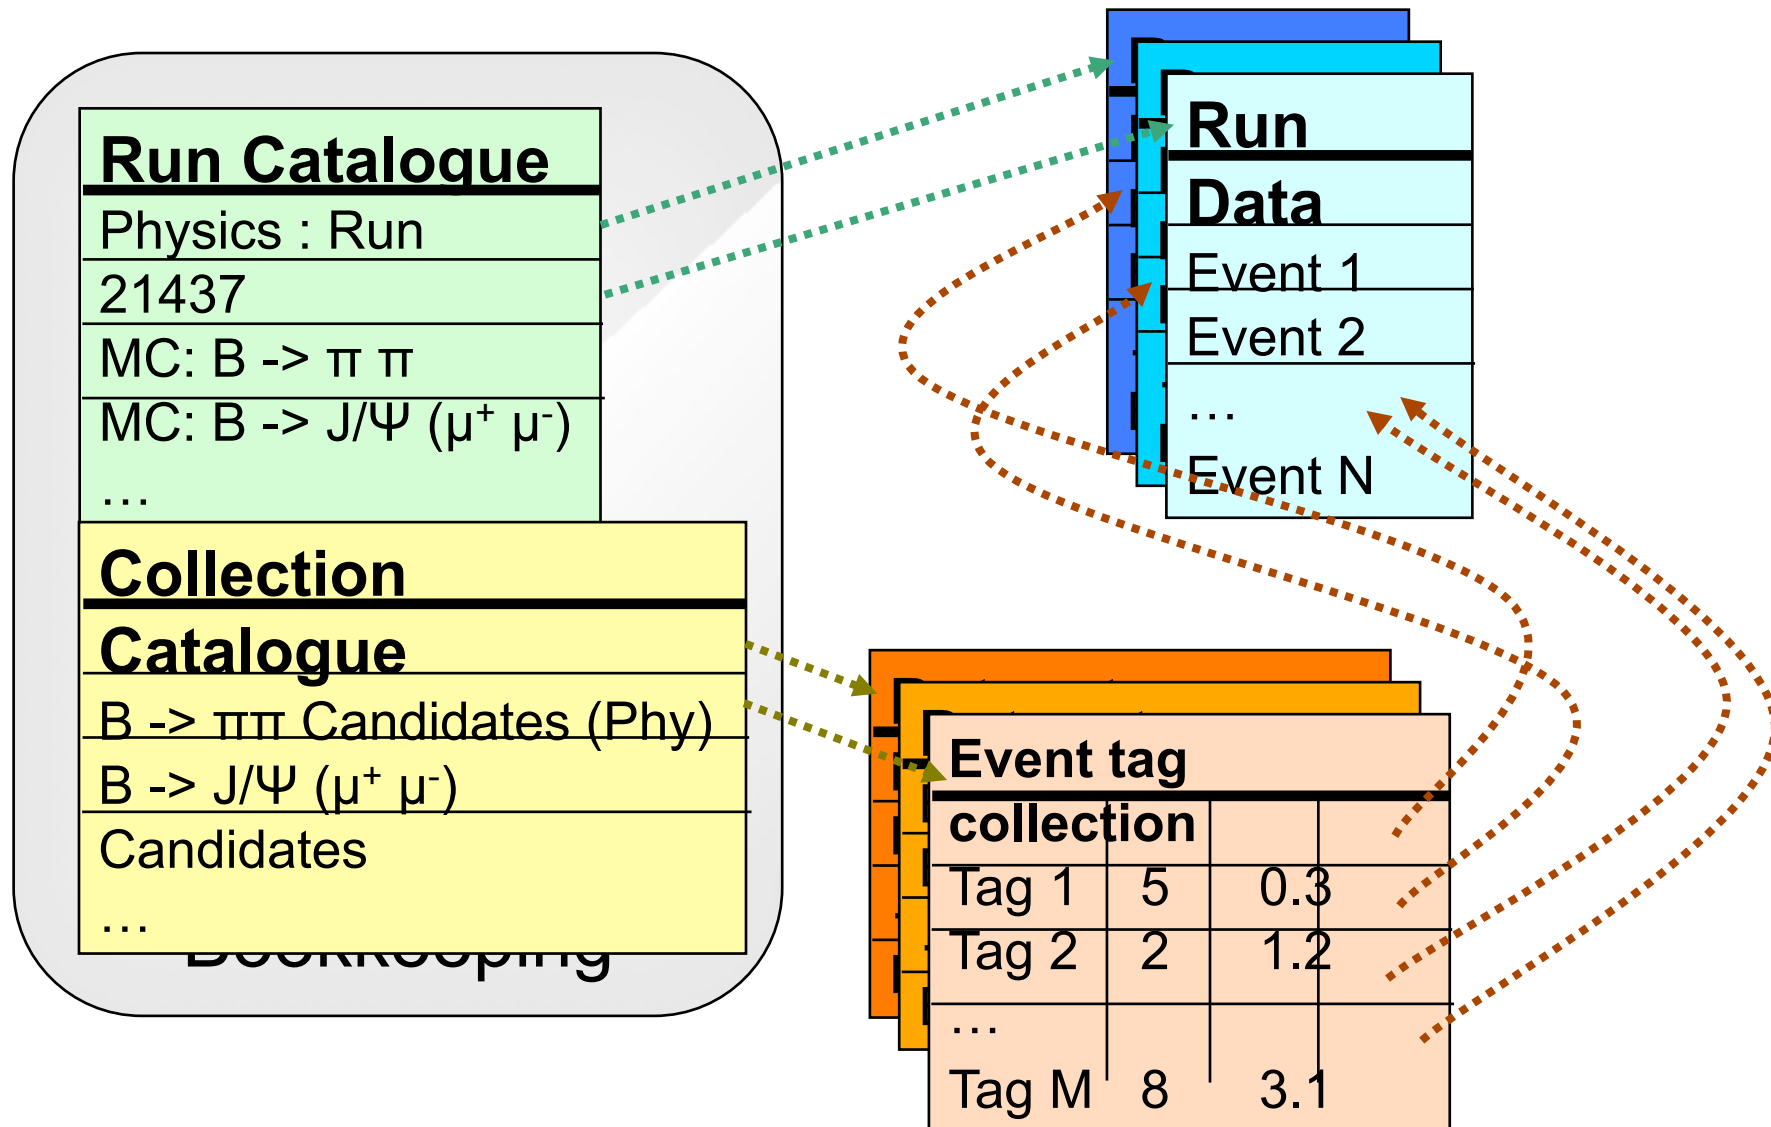 Run Catalogue
Physics : Run
21437
MC: B -> π π
MC: B -> J/Ψ (μ⁺ μ⁻)
…
Collection
Catalogue
B -> ππ Candidates (Phy)
B -> J/Ψ (μ⁺ μ⁻)
Candidates
…
Bookkeeping
Run
Data
Event 1
Event 2
…
Event N
Event tag
collection
Tag 1 5 0.3
Tag 2 2 1.2
…
Tag M 8 3.1